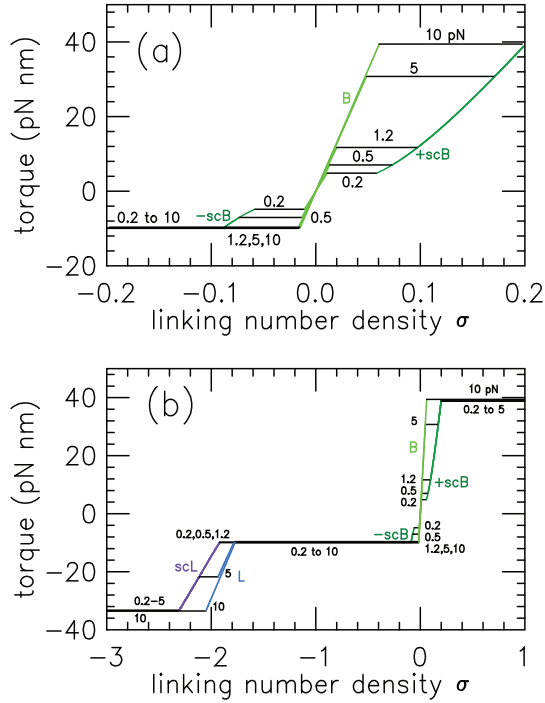 (a)
40
10 pN
5
B
20
1.2
0.5
+scB
0.2
0
0.2
0.2 to 10
−scB
0.5
1.2,5,10
−20
−0.2
−0.1
0.0
0.1
0.2
torque (pN nm)
linking number density σ
(b)
40
10 pN
0.2 to 5
5
B
20
1.2
0.5
+scB
0.2
0
−scB
0.2
0.5
0.2,0.5,1.2
0.2 to 10
1.2,5,10
scL
5
L
−20
0.2−5
10
10
−40
−3
−2
−1
0
1
torque (pN nm)
linking number density σ